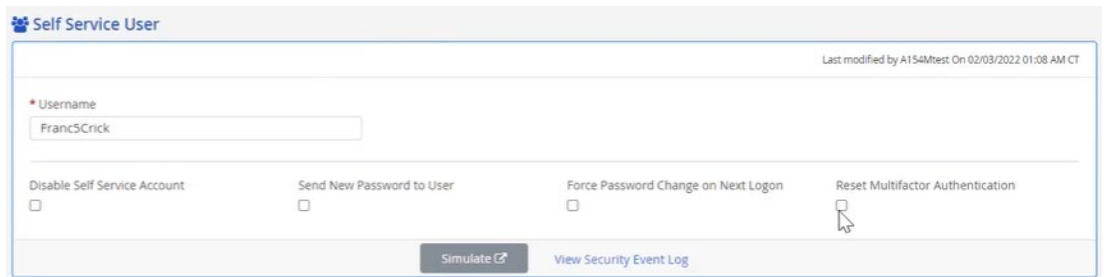 Self Service User
Last modified by A154Mtest On 02/03/2022 01:08 AM CT
* Username
Franc5Crick
Disable Self Service Account Send New Password to User Force Password Change on Next Logon Reset Multifactor Authentication
Simulate View Security Event Log